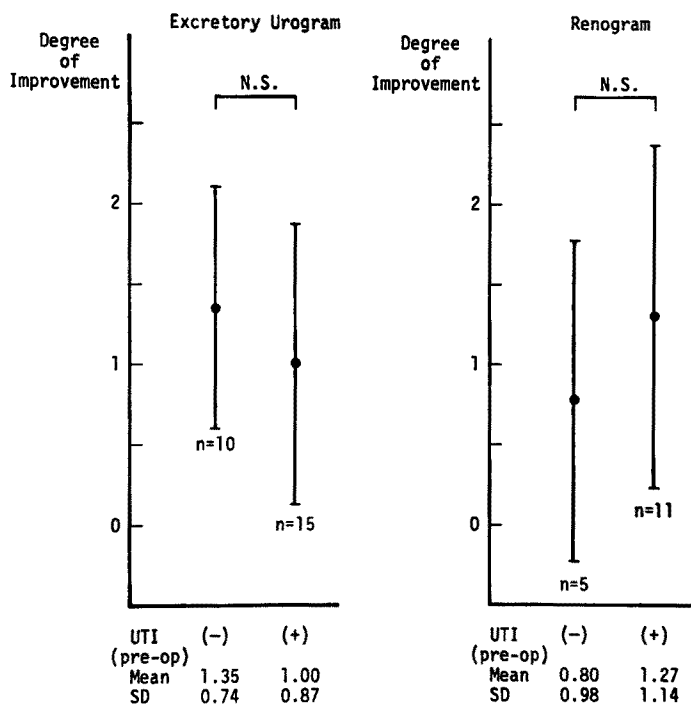 Excretory Urogram
Degree
of
Improvement
N.S.
2
1
0
n=10
n=15
UTI (−) (+)
(pre-op)
Mean 1.35 1.00
SD 0.74 0.87
Renogram
Degree
of
Improvement
N.S.
2
1
0
n=11
n=5
UTI (−) (+)
(pre-op)
Mean 0.80 1.27
SD 0.98 1.14